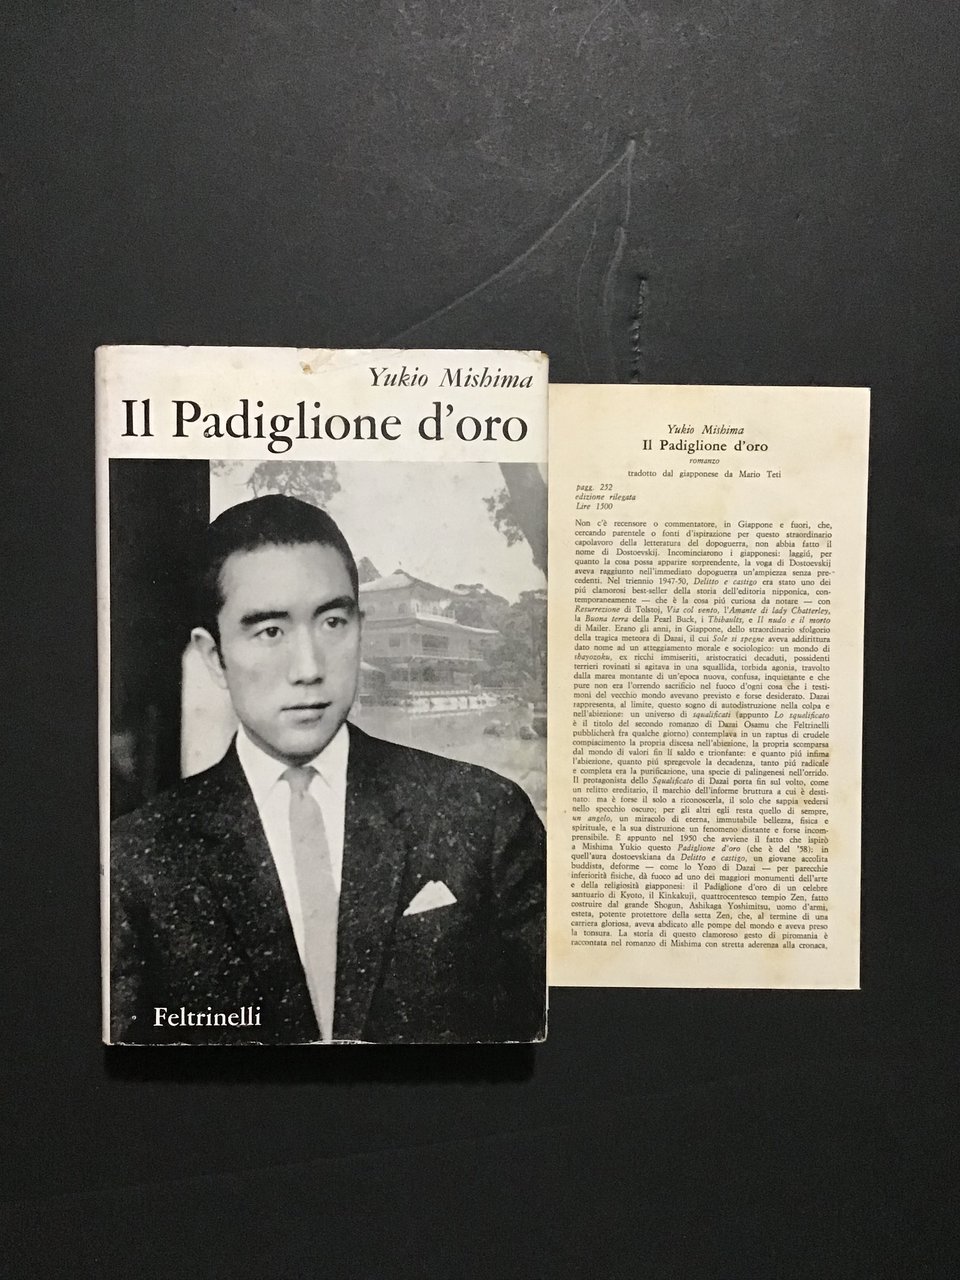 Yukio Mishima
Il Padiglione d'oro
Feltrinelli
Yukio Mishima
Il Padiglione d'oro
romanzo
tradotto dal giapponese da Mario Teti
pagg. 252
edizione rilegata
Lire 1500
Non c'è recensore o commentatore, in Giappone e fuori, che,
cercando parentele o fonti d'ispirazione per questo straordinario
capolavoro della letteratura del dopoguerra, non abbia fatto il
nome di Dostoevskij. Incominciarono i giapponesi: laggiú, per
quanto la cosa possa apparire sorprendente, la voga di Dostoevskij
aveva raggiunto nell'immediato dopoguerra un'ampiezza senza pre-
cedenti. Nel triennio 1947-50, Delitto e castigo era stato uno dei
piú clamorosi best-seller della storia dell'editoria nipponica, con-
temporaneamente — che è la cosa piú curiosa da notare — con
Resurrezione di Tolstoj, Via col vento, l'Amante di lady Chatterley,
la Buona terra della Pearl Buck, i Thibaults, e Il nudo e il morto
di Mailer. Erano gli anni, in Giappone, dello straordinario sfolgorio
della tragica meteora di Dazai, il cui Sole si spegne aveva addirittura
dato nome ad un atteggiamento morale e sociologico: un mondo di
shayozoku, ex ricchi immiseriti, aristocratici decaduti, possidenti
terrieri rovinati si agitava in una squallida, torbida agonia, travolto
dalla marea montante di un'epoca nuova, confusa, inquietante e che
pure non era l'orrendo sacrificio nel fuoco d'ogni cosa che i testi-
moni del vecchio mondo avevano previsto e forse desiderato. Dazai
rappresenta, al limite, questo sogno di autodistruzione nella colpa e
nell'abiezione: un universo di squalificati (appunto Lo squalificato
è il titolo del secondo romanzo di Dazai Osamu che Feltrinelli
pubblicherà fra qualche giorno) contemplava in un raptus di crudele
compiacimento la propria discesa nell'abiezione, la propria scomparsa
dal mondo di valori fin lí saldo e trionfante: e quanto piú infima
l'abiezione, quanto piú spregevole la decadenza, tanto piú radicale
e completa era la purificazione, una specie di palingenesi nell'orrido.
Il protagonista dello Squalificato di Dazai porta fin sul volto, come
un relitto ereditario, il marchio dell'informe bruttura a cui è desti-
nato: ma è forse il solo a riconoscerla, il solo che sappia vedersi
nello specchio oscuro; per gli altri egli resta quello di sempre,
un angelo, un miracolo di eterna, immutabile bellezza, fisica e
spirituale, e la sua distruzione un fenomeno distante e forse incom-
prensibile. È appunto nel 1950 che avviene il fatto che ispirò
a Mishima Yukio questo Padiglione d'oro (che è del '58): in
quell'aura dostoevskiana da Delitto e castigo, un giovane accolita
buddista, deforme — come lo Yozo di Dazai — per parecchie
inferiorità fisiche, dà fuoco ad uno dei maggiori monumenti dell'arte
e della religiosità giapponesi: il Padiglione d'oro di un celebre
santuario di Kyoto, il Kinkakuji, quattrocentesco tempio Zen, fatto
costruire dal grande Shogun, Ashikaga Yoshimitsu, uomo d'armi,
esteta, potente protettore della setta Zen, che, al termine di una
carriera gloriosa, aveva abdicato alle pompe del mondo e aveva preso
la tonsura. La storia di questo clamoroso gesto di piromania è
raccontata nel romanzo di Mishima con stretta aderenza alla cronaca,